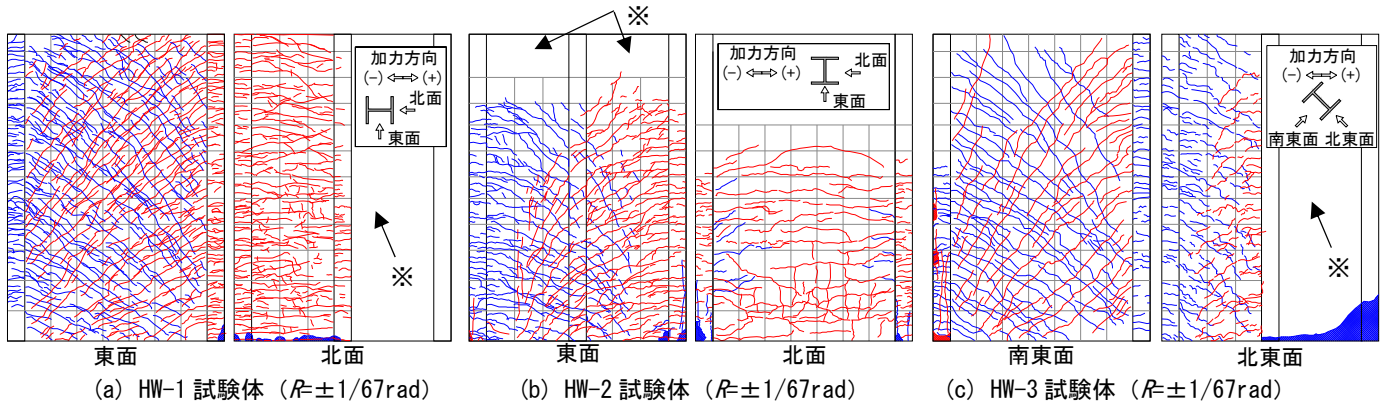 加力方向
(-) (+)
北面
東面
※
東面
北面
(a) HW-1 試験体 (R=±1/67rad)
※
加力方向
(-) (+)
北面
東面
東面
北面
(b) HW-2 試験体 (R=±1/67rad)
加力方向
(-) (+)
南東面 北東面
※
南東面
北東面
(c) HW-3 試験体 (R=±1/67rad)